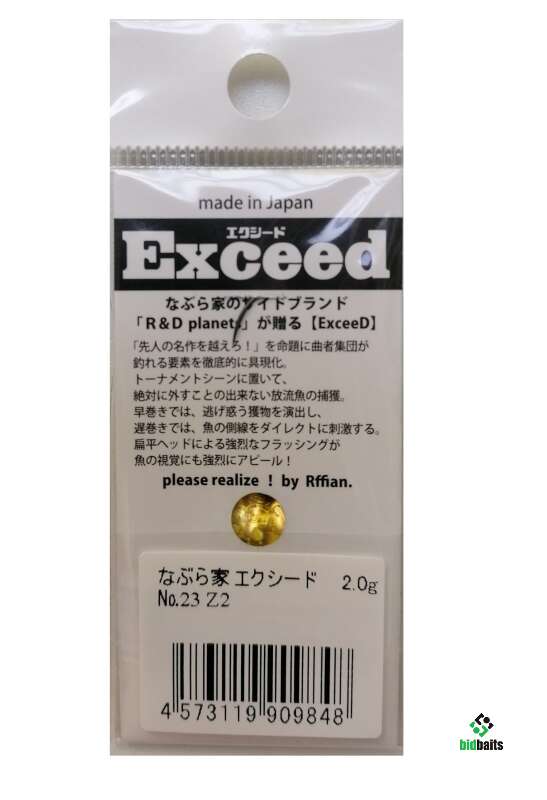 made in Japan
エクシード
Exceed
なぶら家のサイドブランド
「R&D planets」が贈る【ExceeD】
「先人の名作を越えろ！」を命題に曲者集団が
釣れる要素を徹底的に具現化。
トーナメントシーンに置いて、
絶対に外すことの出来ない放流魚の捕獲。
早巻きでは、逃げ惑う獲物を演出し、
遅巻きでは、魚の側線をダイレクトに刺激する。
扁平ヘッドによる強烈なフラッシングが
魚の視覚にも強烈にアピール！
please realize ! by Rffian.
なぶら家 エクシード 2.0g
No.23 Z2
4 573119 909848
bidbaits